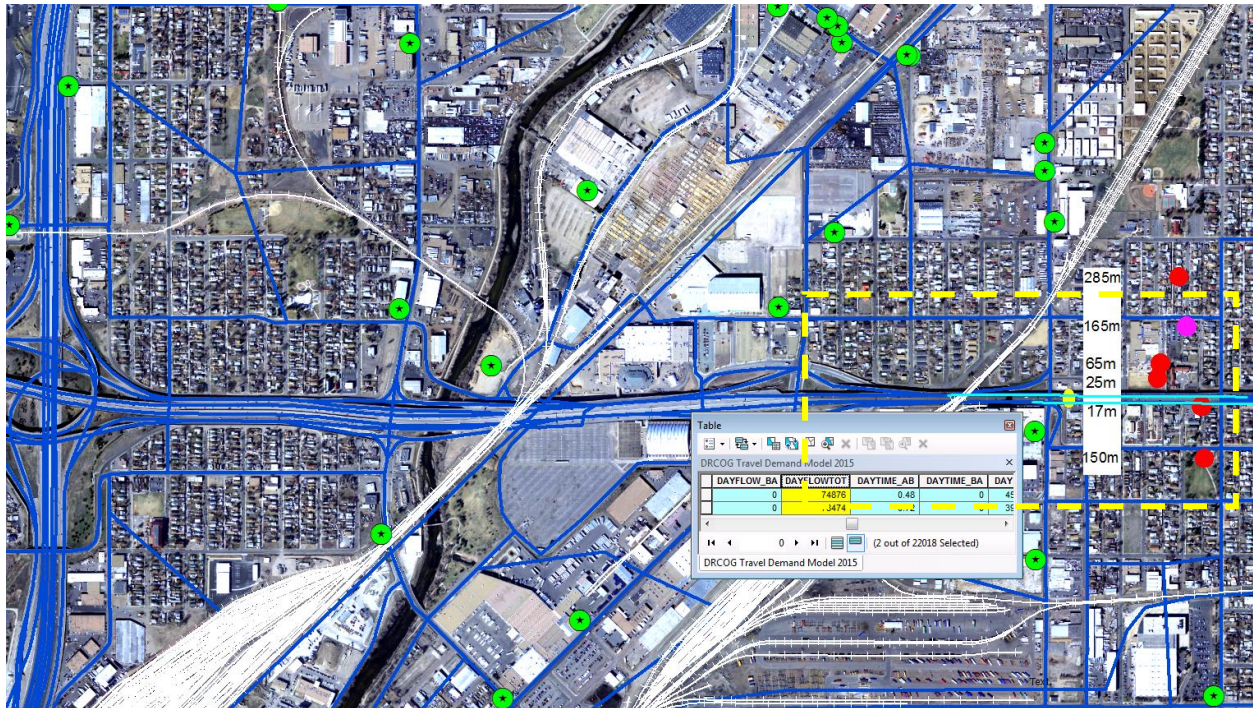 285m
165m
65m
25m
17m
150m
Table
DRCOG Travel Demand Model 2015
DAYFLOW_BA DAYFLOWTOT DAYTIME_AB DAYTIME_BA DAY
0 74876 0.48 0 45
0 39
0 (2 out of 22018 Selected)
DRCOG Travel Demand Model 2015
Text